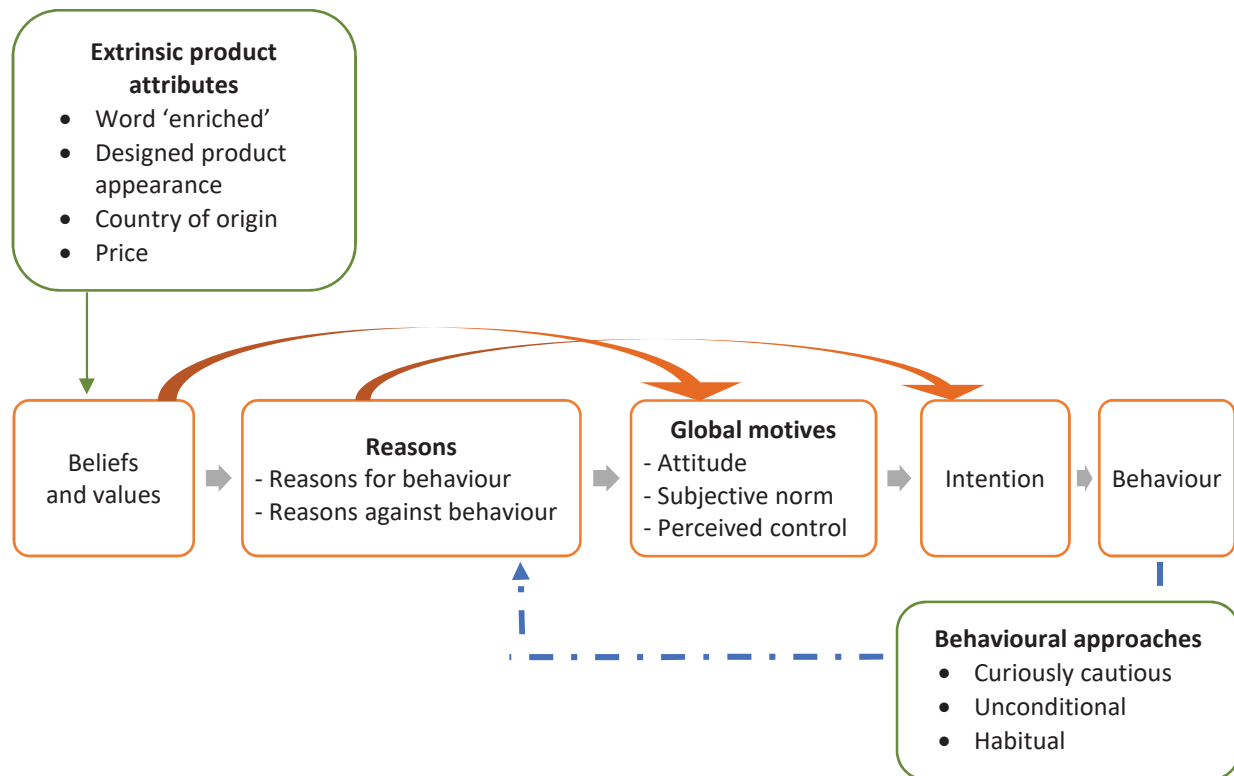 Extrinsic product
attributes
• Word ‘enriched’
• Designed product
appearance
• Country of origin
• Price
Beliefs
and values
Reasons
- Reasons for behaviour
- Reasons against behaviour
Global motives
- Attitude
- Subjective norm
- Perceived control
Intention
Behaviour
Behavioural approaches
• Curiously cautious
• Unconditional
• Habitual